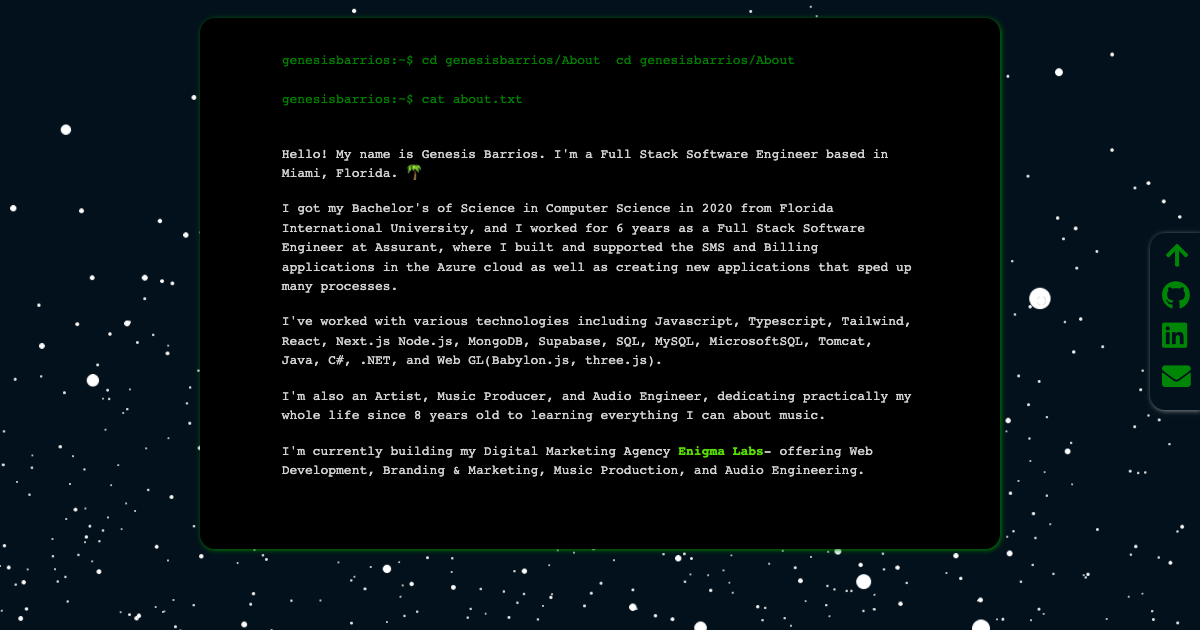 genesisbarrios:~$ cd genesisbarrios/About  cd genesisbarrios/About
genesisbarrios:~$ cat about.txt
Hello! My name is Genesis Barrios. I'm a Full Stack Software Engineer based in
Miami, Florida. 🌴
I got my Bachelor's of Science in Computer Science in 2020 from Florida
International University, and I worked for 6 years as a Full Stack Software
Engineer at Assurant, where I built and supported the SMS and Billing
applications in the Azure cloud as well as creating new applications that sped up
many processes.
I've worked with various technologies including Javascript, Typescript, Tailwind,
React, Next.js Node.js, MongoDB, Supabase, SQL, MySQL, MicrosoftSQL, Tomcat,
Java, C#, .NET, and Web GL(Babylon.js, three.js).
I'm also an Artist, Music Producer, and Audio Engineer, dedicating practically my
whole life since 8 years old to learning everything I can about music.
I'm currently building my Digital Marketing Agency Enigma Labs- offering Web
Development, Branding & Marketing, Music Production, and Audio Engineering.
in